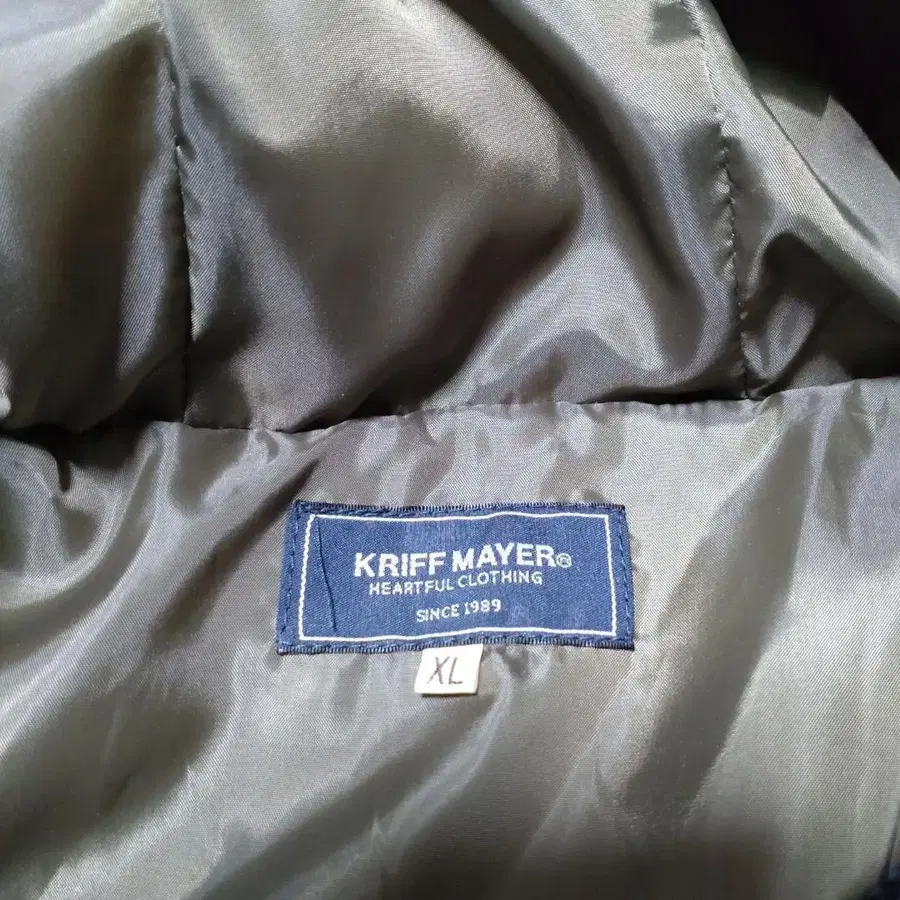 KRIFF MAYER®
HEARTFUL CLOTHING
SINCE 1989
XL